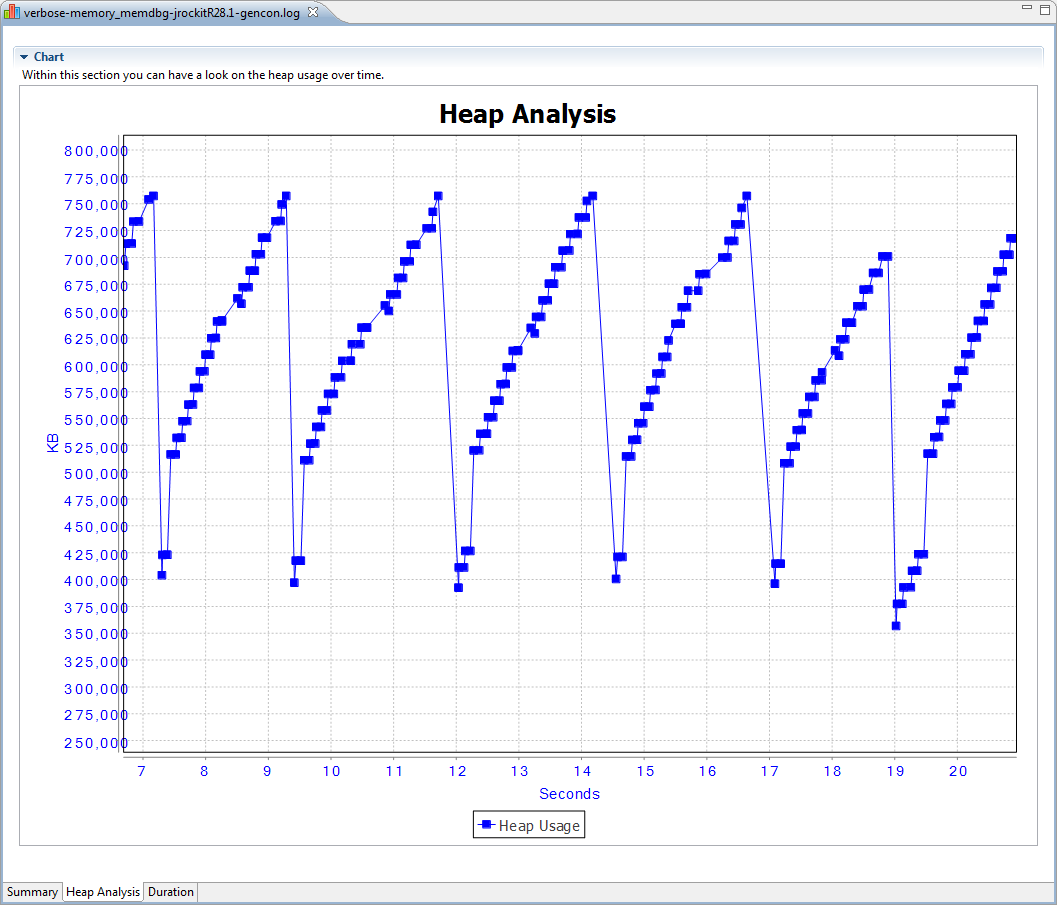 verbose-memory_memdbg-jrockitR28.1-gencon.log
Chart
Within this section you can have a look on the heap usage over time.
Heap Analysis
800,000
775,000
750,000
725,000
700,000
675,000
650,000
625,000
600,000
575,000
550,000
525,000
500,000
475,000
450,000
425,000
400,000
375,000
350,000
325,000
300,000
275,000
250,000
KB
7 8 9 10 11 12 13 14 15 16 17 18 19 20
Seconds
Heap Usage
Summary Heap Analysis Duration